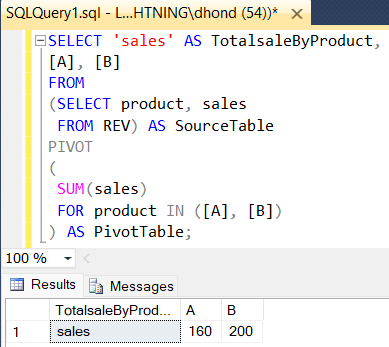 SQLQuery1.sql - L...HTNING\dhond (54))* ×
SELECT 'sales' AS TotalsaleByProduct,
[A], [B]
FROM
(SELECT product, sales
FROM REV) AS SourceTable
PIVOT
(
SUM(sales)
FOR product IN ([A], [B])
) AS PivotTable;
100 %
Results Messages
TotalsaleByProd... A B
1 sales 160 200